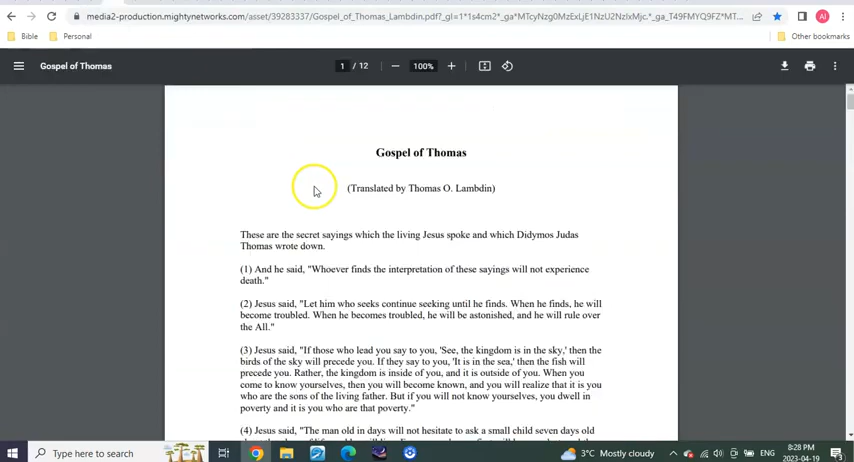 media2-production.mightynetworks.com/asset/39283337/Gospel_of_Thomas_Lambdin.pdf?_gl=1*1s4cm2*_ga*MTcyNzg0MzExLjE1NzU2NzIxMjc.*_ga_T49FMYQ9FZ*MT...
AI
Bible Personal Other bookmarks
Gospel of Thomas 1 / 12 — 100% +
Gospel of Thomas
(Translated by Thomas O. Lambdin)
These are the secret sayings which the living Jesus spoke and which Didymos Judas
Thomas wrote down.
(1) And he said, "Whoever finds the interpretation of these sayings will not experience
death."
(2) Jesus said, "Let him who seeks continue seeking until he finds. When he finds, he will
become troubled. When he becomes troubled, he will be astonished, and he will rule over
the All."
(3) Jesus said, "If those who lead you say to you, 'See, the kingdom is in the sky,' then the
birds of the sky will precede you. If they say to you, 'It is in the sea,' then the fish will
precede you. Rather, the kingdom is inside of you, and it is outside of you. When you
come to know yourselves, then you will become known, and you will realize that it is you
who are the sons of the living father. But if you will not know yourselves, you dwell in
poverty and it is you who are that poverty."
(4) Jesus said, "The man old in days will not hesitate to ask a small child seven days old
Type here to search
3°C Mostly cloudy
ENG
8:28 PM
2023-04-19
3